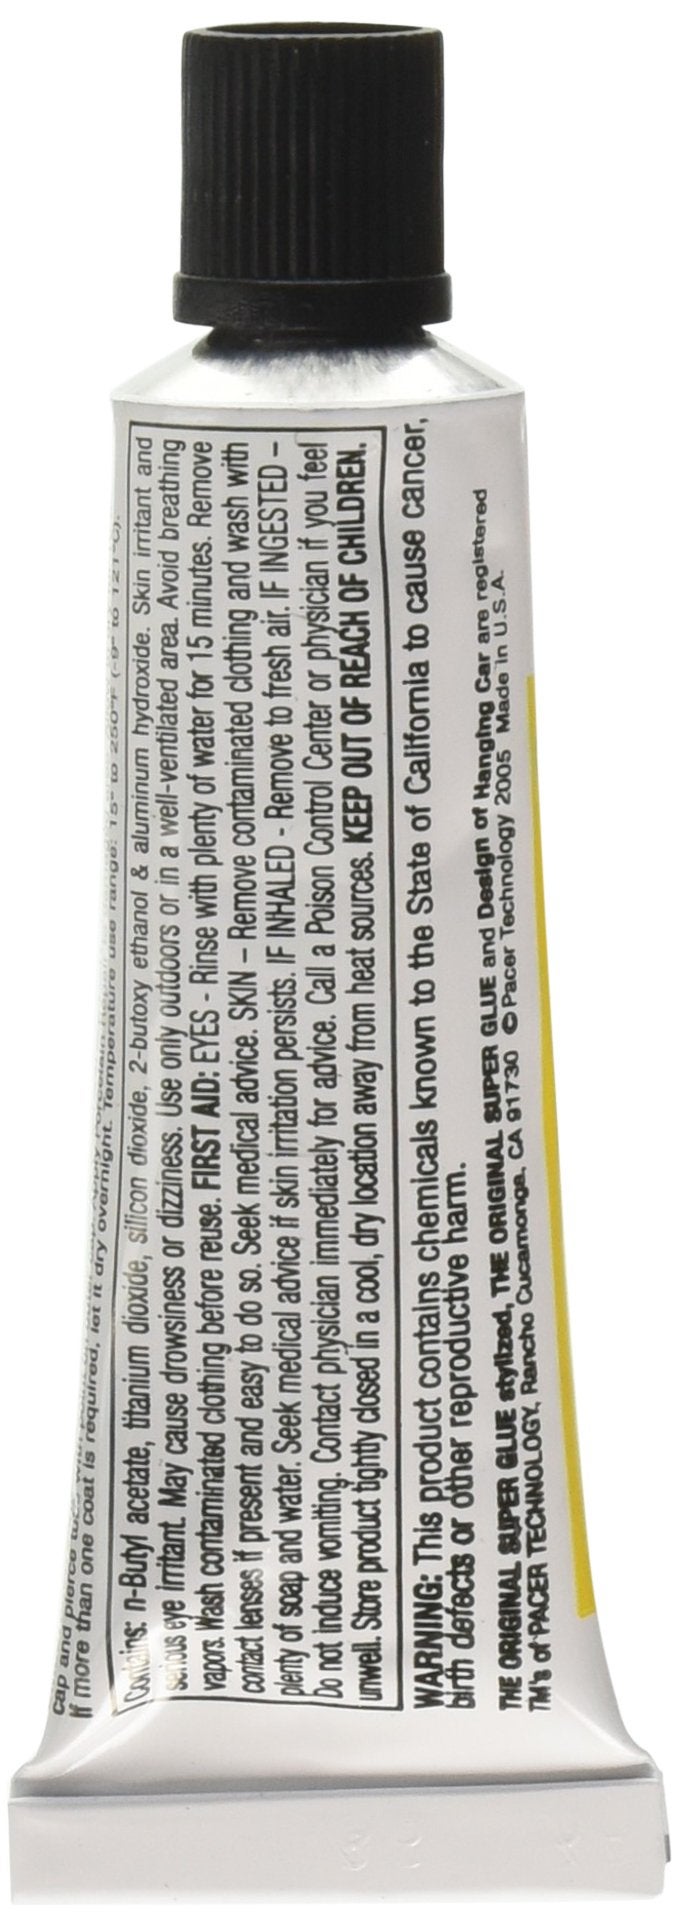 cap and pierce
If more than one coat is required, let it dry overnight. Temperature use range: 15° to 250°F (-9° to 121°C).
Contains: n-Butyl acetate, titanium dioxide, silicon dioxide, 2-butoxy ethanol & aluminum hydroxide. Skin irritant and
serious eye irritant. May cause drowsiness or dizziness. Use only outdoors or in a well-ventilated area. Avoid breathing
vapors. Wash contaminated clothing before reuse. FIRST AID: EYES - Rinse with plenty of water for 15 minutes. Remove
contact lenses if present and easy to do so. Seek medical advice. SKIN – Remove contaminated clothing and wash with
plenty of soap and water. Seek medical advice if skin irritation persists. IF INHALED - Remove to fresh air. IF INGESTED –
Do not induce vomiting. Contact physician immediately for advice. Call a Poison Control Center or physician if you feel
unwell. Store product tightly closed in a cool, dry location away from heat sources. KEEP OUT OF REACH OF CHILDREN.
WARNING: This product contains chemicals known to the State of California to cause cancer,
birth defects or other reproductive harm.
THE ORIGINAL SUPER GLUE stylized, THE ORIGINAL SUPER GLUE and Design of Hanging Car are registered
TM's of PACER TECHNOLOGY, Rancho Cucamonga, CA 91730 © Pacer Technology 2005 Made in U.S.A.